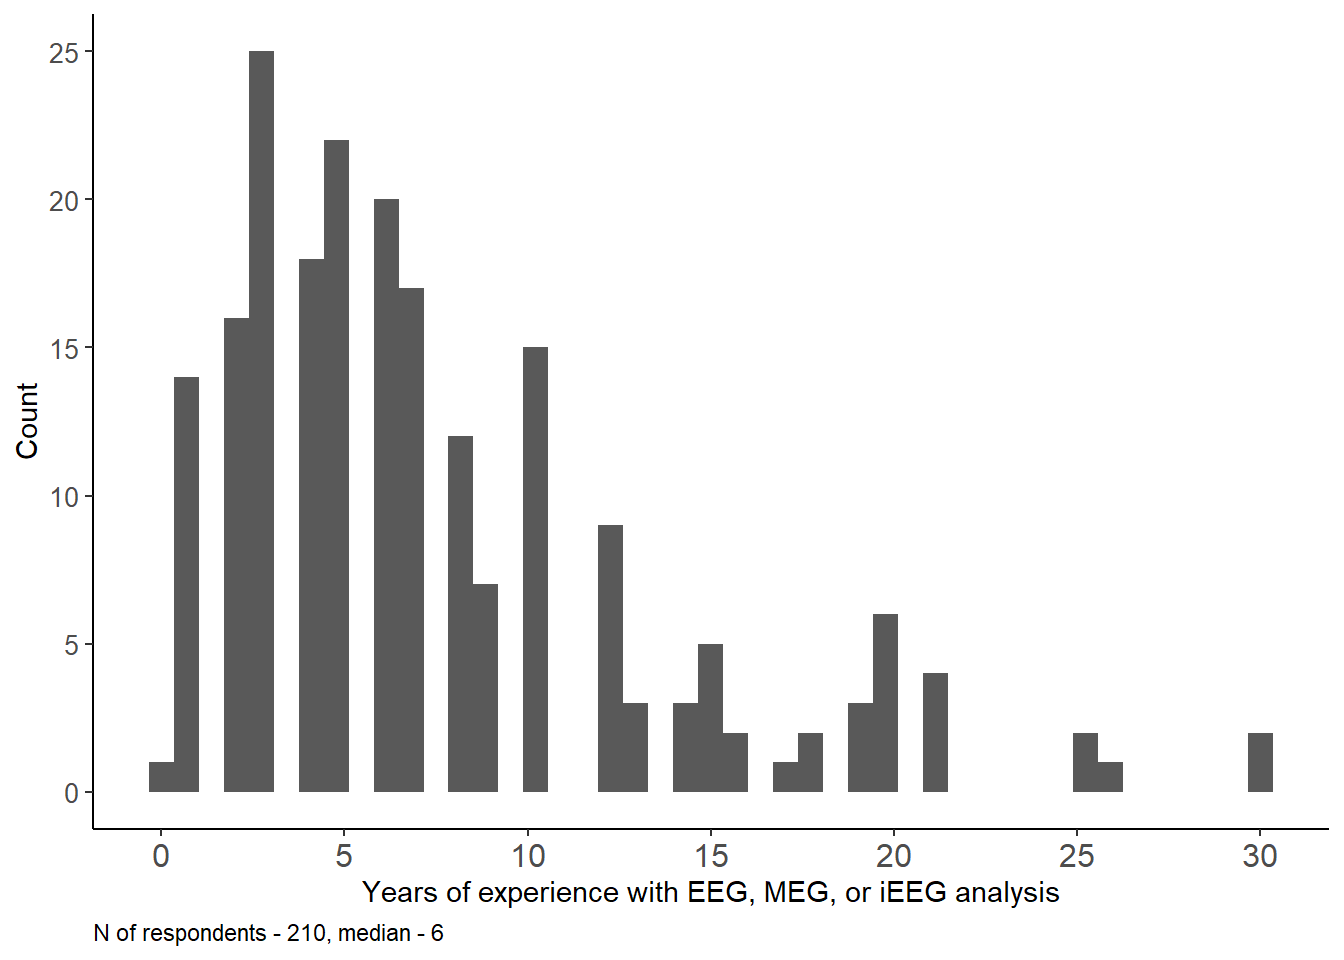 25
20
15
10
5
0
Count
0 5 10 15 20 25 30
Years of experience with EEG, MEG, or iEEG analysis
N of respondents - 210, median - 6